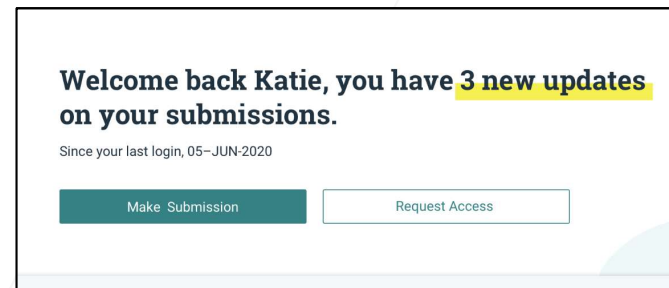 Welcome back Katie, you have 3 new updates
on your submissions.
Since your last login, 05–JUN-2020
Make Submission
Request Access